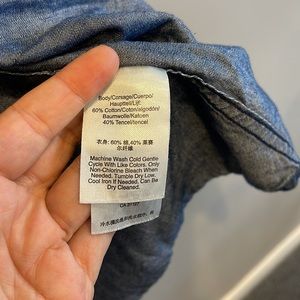 Body/Corsage/Cuerpo/
Hauptteil/Lijf:
60% Cotton/Coton/algodón/
Baumwolle/Katoen
40% Tencel/tencel
衣身: 60% 棉,40% 莱赛
尔纤维
Machine Wash Cold Gentle
Cycle With Like Colors. Only
Non-Chlorine Bleach When
Needed. Tumble Dry Low,
Cool Iron If Needed. Can Be
Dry Cleaned.